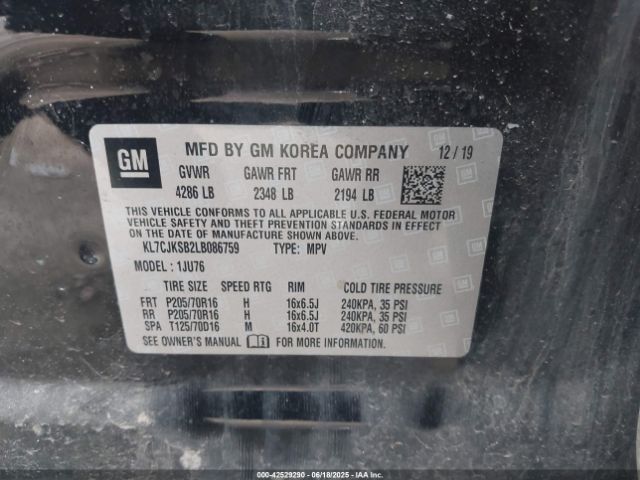 GM
MFD BY GM KOREA COMPANY 12/19
GVWR GAWR FRT GAWR RR
4286 LB 2348 LB 2194 LB
THIS VEHICLE CONFORMS TO ALL APPLICABLE U.S. FEDERAL MOTOR
VEHICLE SAFETY AND THEFT PREVENTION STANDARDS IN EFFECT ON
THE DATE OF MANUFACTURE SHOWN ABOVE.
KL7CJKSB2LB086759 TYPE: MPV
MODEL: 1JU76
TIRE SIZE SPEED RTG RIM COLD TIRE PRESSURE
FRT P205/70R16 H 16x6.5J 240KPA, 35 PSI
RR P205/70R16 H 16x6.5J 240KPA, 35 PSI
SPA T125/70D16 M 16x4.0T 420KPA, 60 PSI
SEE OWNER'S MANUAL FOR MORE INFORMATION.
000-42529290 - 06/18/2025 - IAAI.com